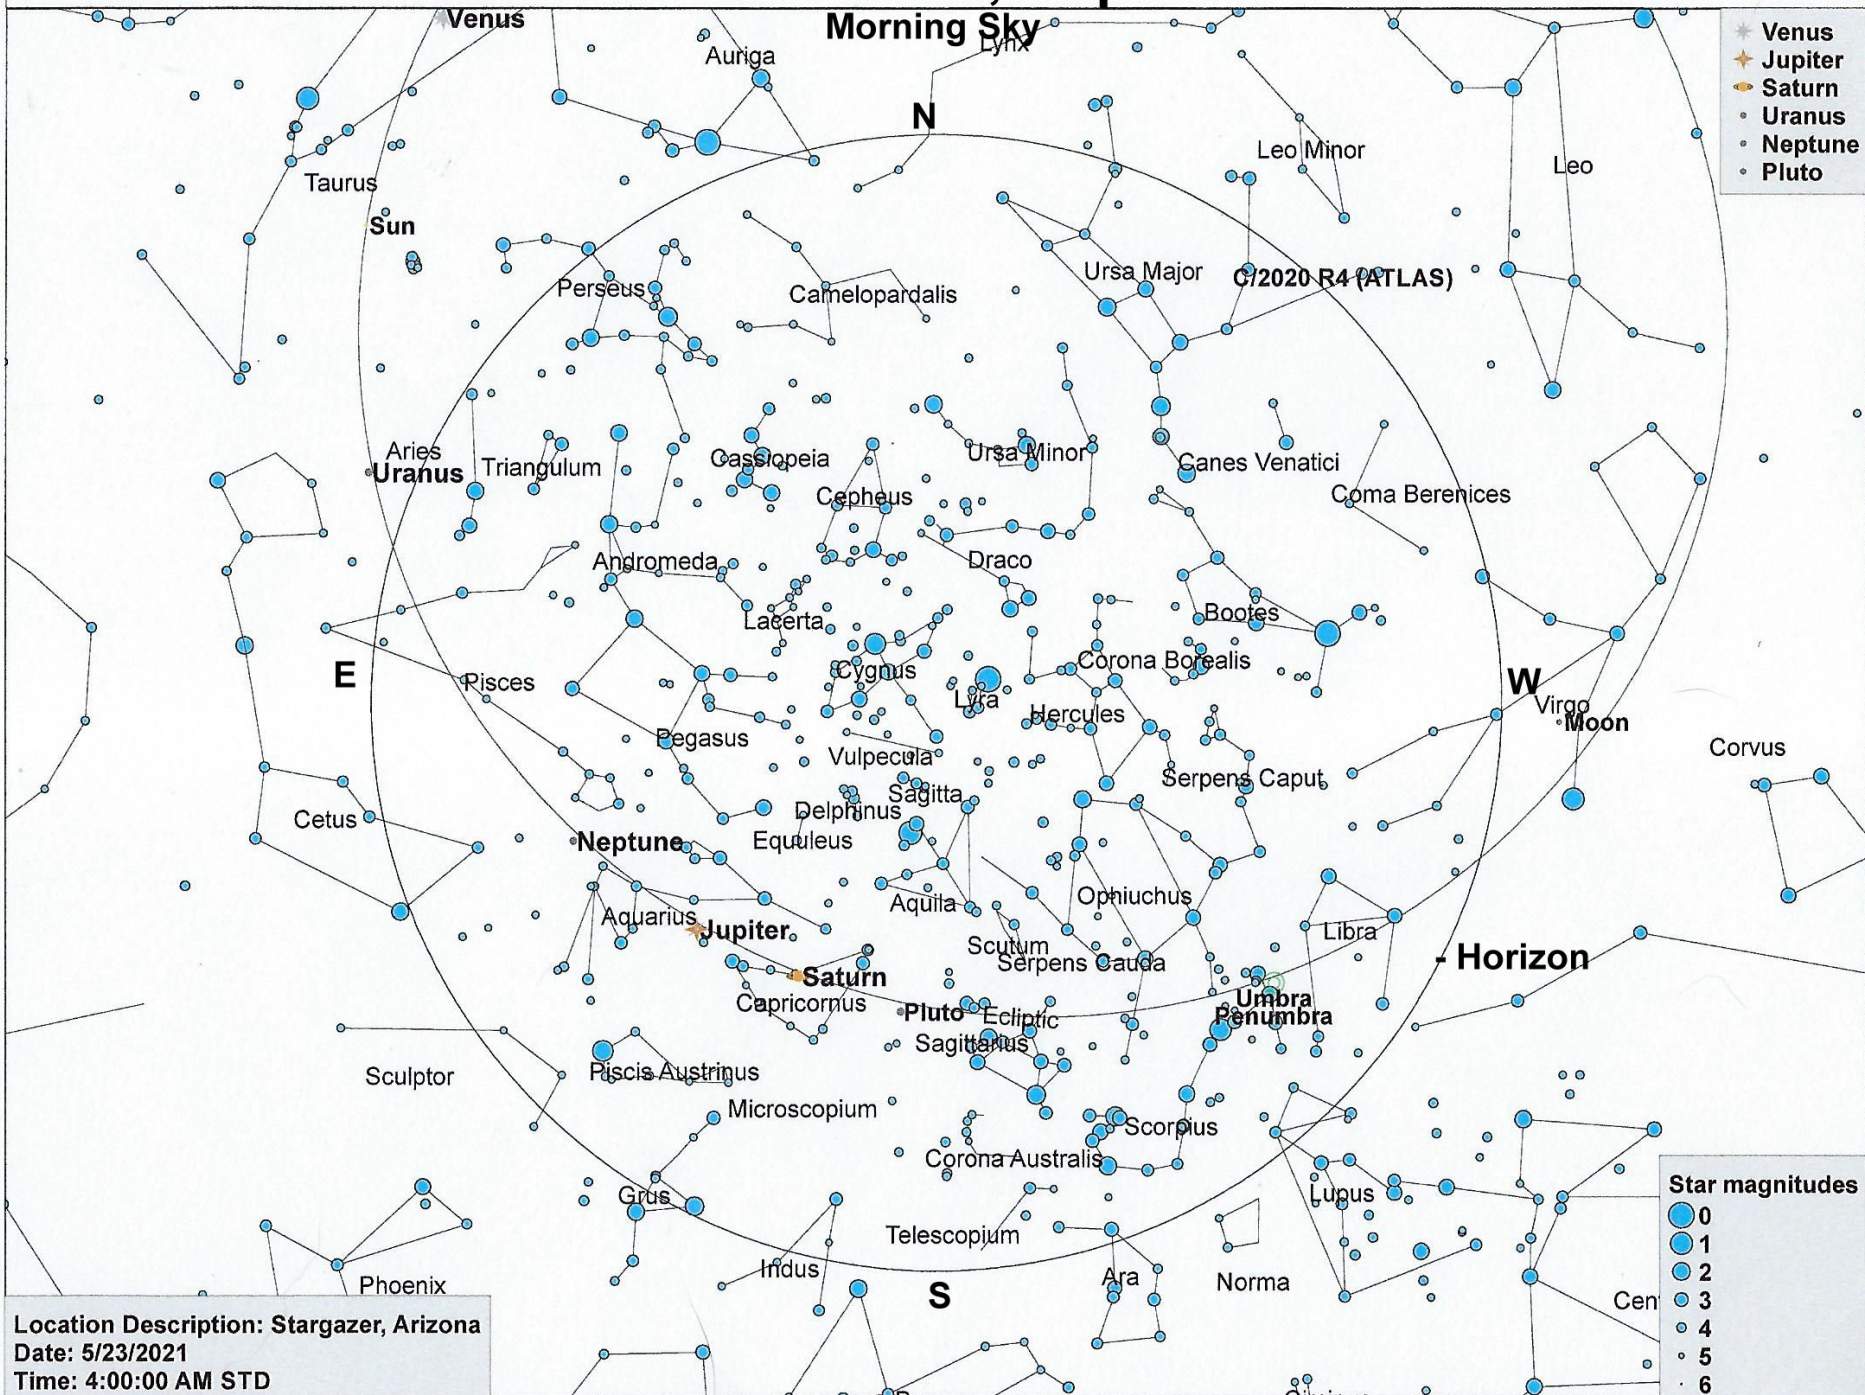 Venus
Morning Sky
Lynx
Auriga
N
Venus
Jupiter
Saturn
Uranus
Neptune
Pluto
Leo Minor
Leo
Taurus
Sun
Perseus
Camelopardalis
Ursa Major
C/2020 R4 (ATLAS)
Aries
Uranus
Triangulum
Cassiopeia
Ursa Minor
Canes Venatici
Cepheus
Coma Berenices
Andromeda
Draco
Lacerta
Bootes
E
Pisces
Cygnus
Corona Borealis
W
Lyra
Hercules
Virgo
Moon
Pegasus
Vulpecula
Serpens Caput
Corvus
Cetus
Delphinus
Sagitta
Neptune
Equuleus
Aquarius
Jupiter
Aquila
Ophiuchus
Libra
Scutum
Serpens Cauda
- Horizon
Saturn
Capricornus
Pluto
Ecliptic
Umbra
Penumbra
Sagittarius
Sculptor
Piscis Austrinus
Microscopium
Scorpius
Corona Australis
Grus
Lupus
Telescopium
Indus
Ara
Norma
Phoenix
S
Cen
Star magnitudes
0
1
2
3
4
5
6
Location Description: Stargazer, Arizona
Date: 5/23/2021
Time: 4:00:00 AM STD